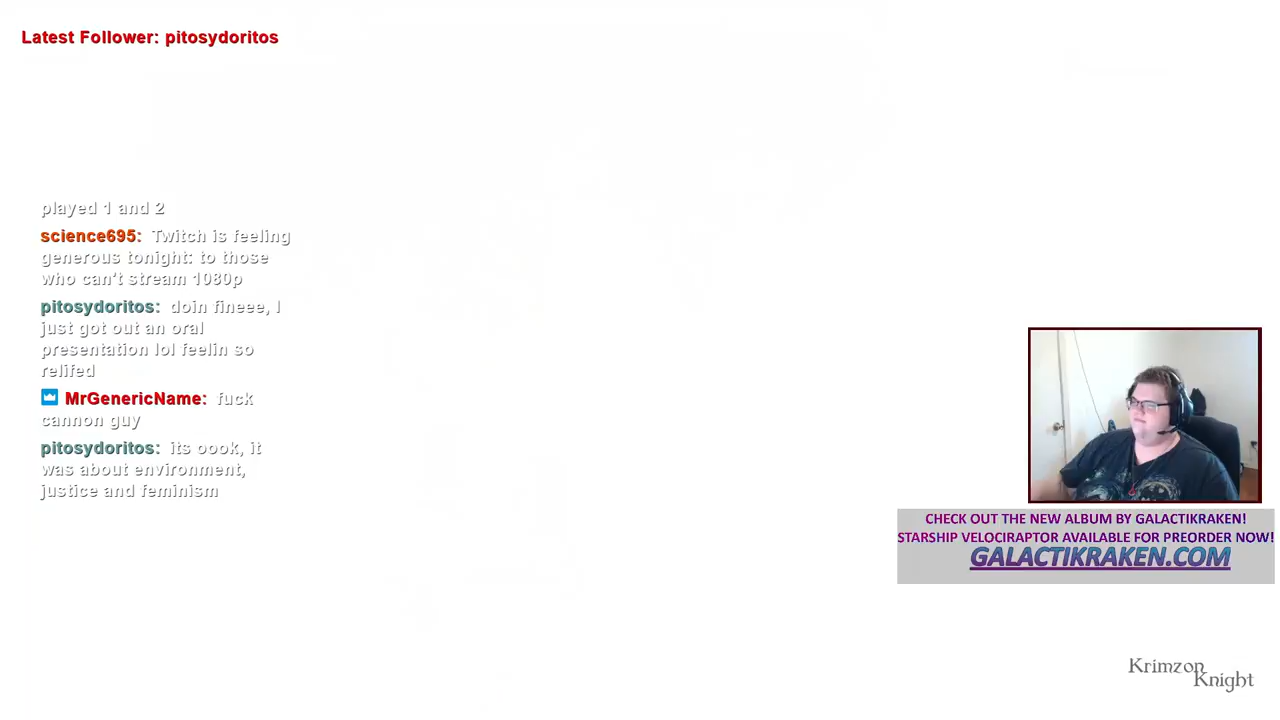 Latest Follower: pitosydoritos
played 1 and 2
science695: Twitch is feeling
generous tonight: to those
who can't stream 1080p
pitosydoritos: doin fineee, I
just got out an oral
presentation lol feelin so
relifed
MrGenericName: fuck
cannon guy
pitosydoritos: its oook, it
was about environment,
justice and feminism
CHECK OUT THE NEW ALBUM BY GALACTIKRAKEN!
STARSHIP VELOCIRAPTOR AVAILABLE FOR PREORDER NOW!
GALACTIKRAKEN.COM
Krimzon
Knight